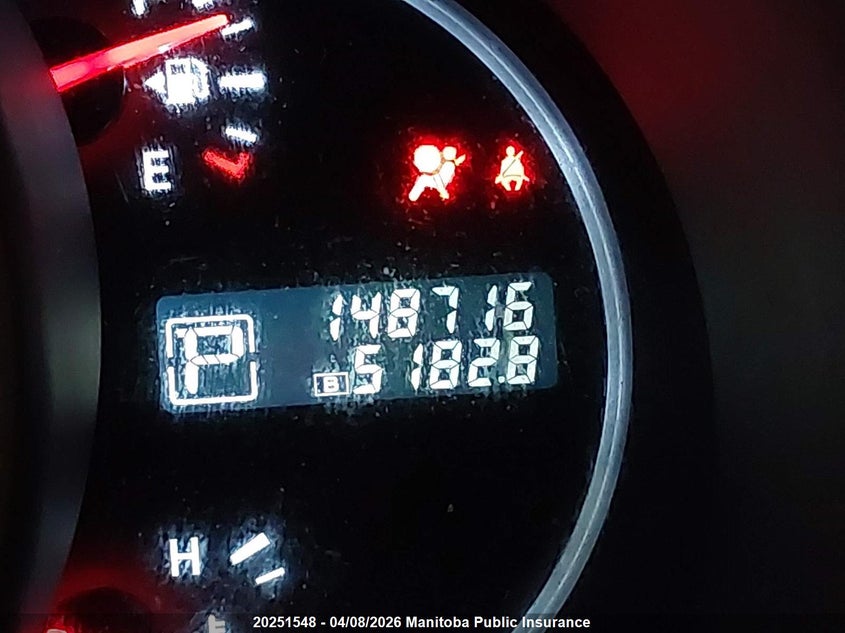 E
148716
P
B 5182.8
H
20251548 - 04/08/2026 Manitoba Public Insurance